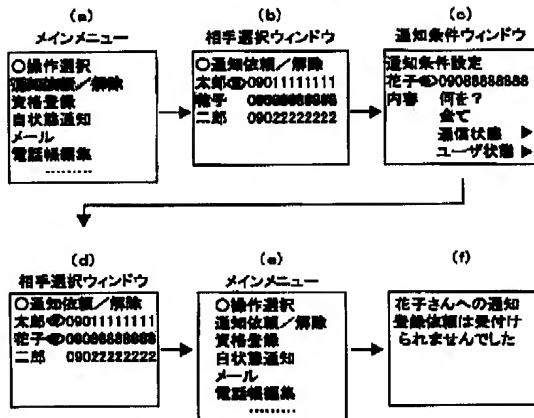 (a)
メインメニュー
○操作選択
通知依頼／解除
資格登録
自状態通知
メール
電話帳編集
………
(b)
相手選択ウィンドウ
○通知依頼／解除
太郎 09011111111
花子
二郎 09022222222
(c)
通知条件ウィンドウ
通知条件設定
花子 09088888888
内容 何を？
全て
通信状態 ▶
ユーザ状態 ▶
(d)
相手選択ウィンドウ
○通知依頼／解除
太郎 09011111111
花子 09088888888
二郎 09022222222
(e)
メインメニュー
○操作選択
通知依頼／解除
資格登録
自状態通知
メール
電話帳編集
………
(f)
花子さんへの通知
登録依頼は受付け
られませんでした